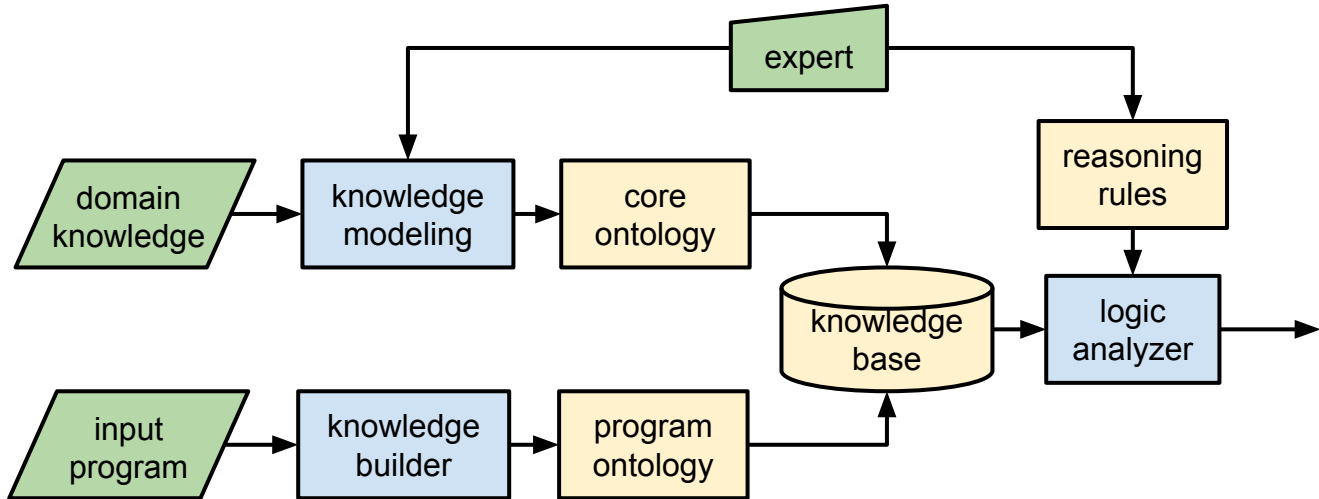 expert
reasoning
rules
domain
knowledge
knowledge
modeling
core
ontology
knowledge
base
logic
analyzer
input
program
knowledge
builder
program
ontology